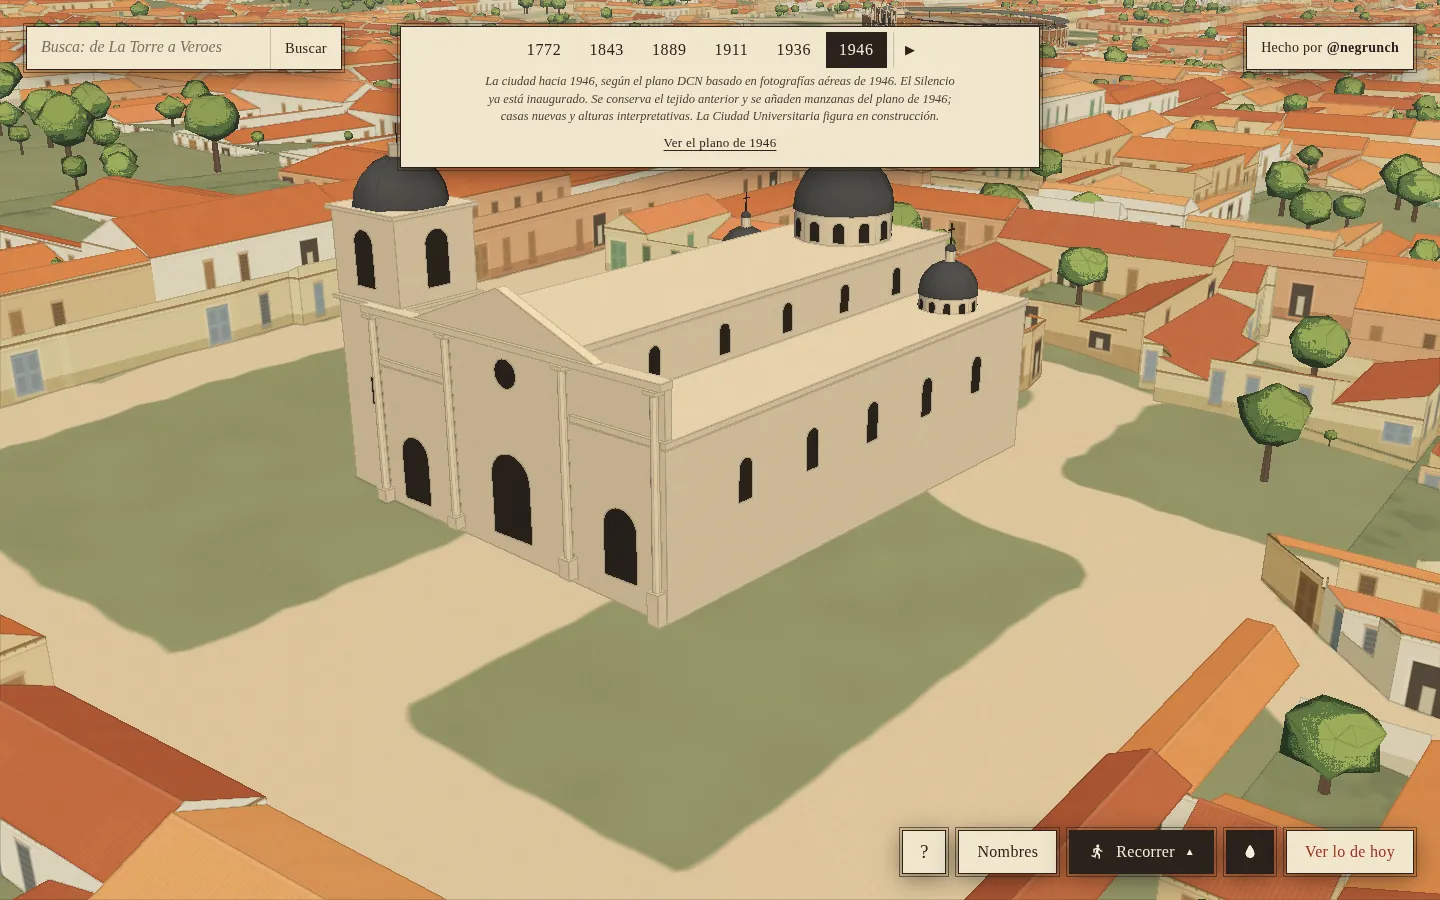 Busca: de La Torre a Veroes
Buscar
1772 1843 1889 1911 1936 1946 ▶
La ciudad hacia 1946, según el plano DCN basado en fotografías aéreas de 1946. El Silencio
ya está inaugurado. Se conserva el tejido anterior y se añaden manzanas del plano de 1946;
casas nuevas y alturas interpretativas. La Ciudad Universitaria figura en construcción.
Ver el plano de 1946
Hecho por @negrunch
?
Nombres
Recorrer ▲
Ver lo de hoy